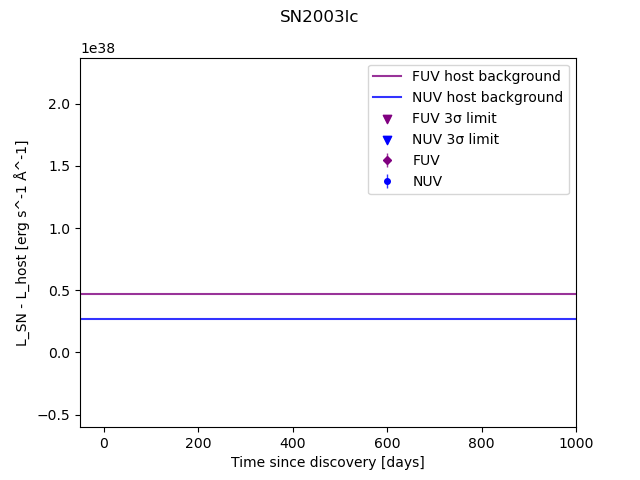 SN2003lc
1e38
FUV host background
NUV host background
FUV 3σ limit
NUV 3σ limit
FUV
NUV
2.0
1.5
1.0
0.5
0.0
−0.5
L_SN - L_host [erg s^-1 Å^-1]
0 200 400 600 800 1000
Time since discovery [days]